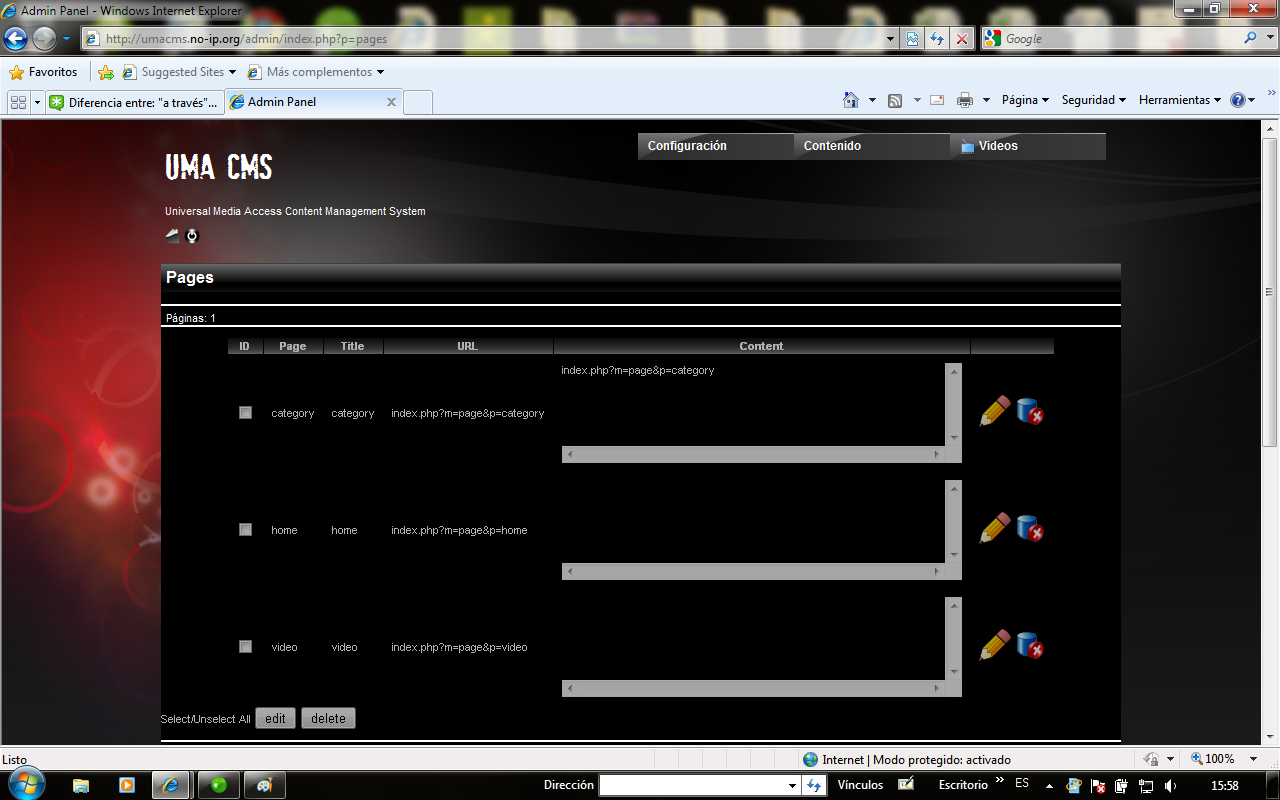 Admin Panel - Windows Internet Explorer
http://umacms.no-ip.org/admin/index.php?p=pages
Google
Favoritos
Suggested Sites
Más complementos
Diferencia entre: "a través"...
Admin Panel
Página
Seguridad
Herramientas
»
Configuración
Contenido
Videos
UMA CMS
Universal Media Access Content Management System
Pages
Páginas: 1
ID Page Title URL Content
index.php?m=page&p=category
category category index.php?m=page&p=category
home home index.php?m=page&p=home
video video index.php?m=page&p=video
Select/Unselect All edit delete
Listo
Internet | Modo protegido: activado
100%
Dirección
Vínculos
Escritorio »
ES
15:58